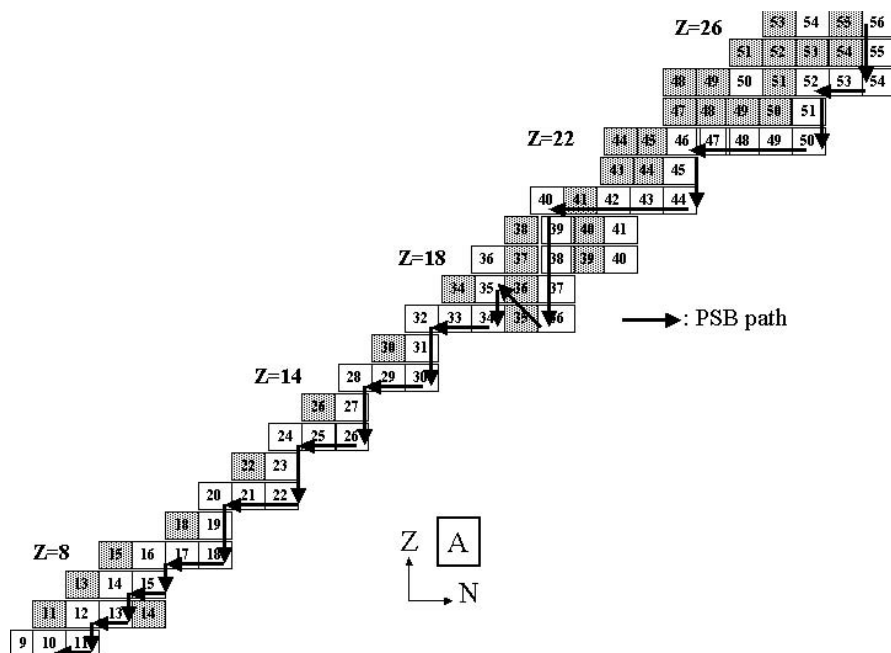 53 54 55 56
Z=26
51 52 53 54 55
48 49 50 51 52 53 54
47 48 49 50 51
Z=22
44 45 46 47 48 49 50
43 44 45
40 41 42 43 44
38 39 40 41
Z=18
36 37 38 39 40
34 35 36 37
32 33 34 35 36
: PSB path
30 31
Z=14
28 29 30
26 27
24 25 26
22 23
20 21 22
18 19
Z=8
15 16 17 18
Z
A
N
13 14 15
11 12 13 14
9 10 11